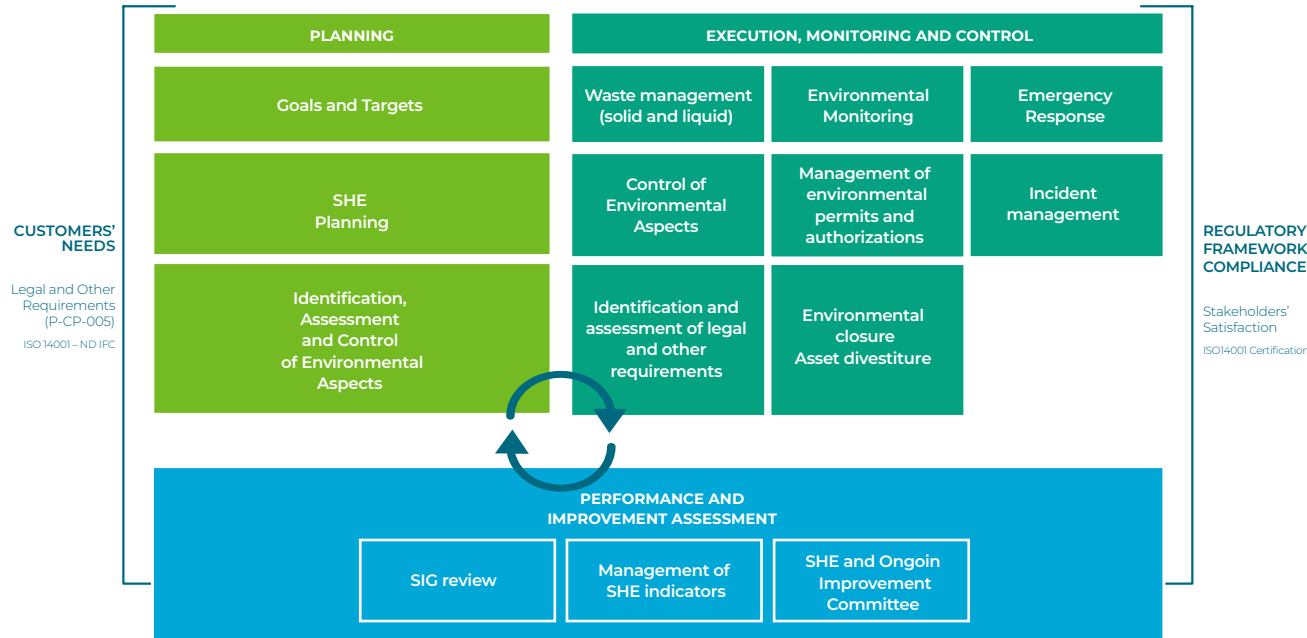 PLANNING
EXECUTION, MONITORING AND CONTROL
Goals and Targets
Waste management
(solid and liquid)
Environmental
Monitoring
Emergency
Response
SHE
Planning
Control of
Environmental
Aspects
Management of
environmental
permits and
authorizations
Incident
management
CUSTOMERS'
NEEDS
Legal and Other
Requirements
(P-CP-005)
ISO 14001 – ND IFC
REGULATORY
FRAMEWORK
COMPLIANCE
Stakeholders'
Satisfaction
ISO14001 Certification
Identification,
Assessment
and Control
of Environmental
Aspects
Identification and
assessment of legal
and other
requirements
Environmental
closure
Asset divestiture
PERFORMANCE AND
IMPROVEMENT ASSESSMENT
SIG review
Management of
SHE indicators
SHE and Ongoin
Improvement
Committee